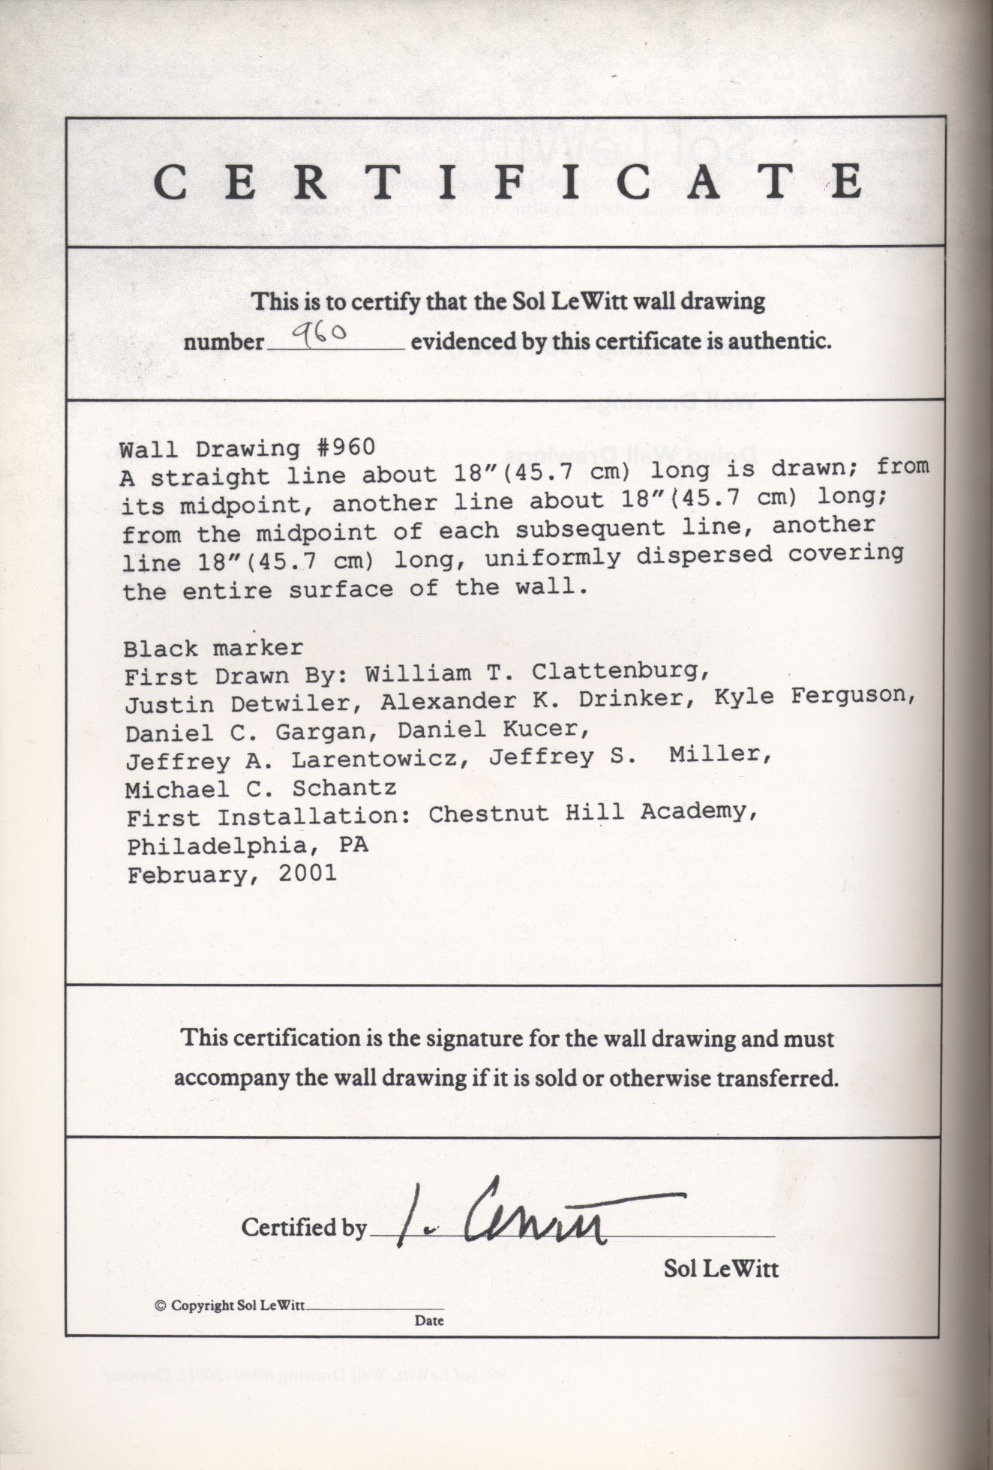 CERTIFICATE
This is to certify that the Sol LeWitt wall drawing
number 960 evidenced by this certificate is authentic.
Wall Drawing #960
A straight line about 18"(45.7 cm) long is drawn; from
its midpoint, another line about 18"(45.7 cm) long;
from the midpoint of each subsequent line, another
line 18"(45.7 cm) long, uniformly dispersed covering
the entire surface of the wall.
Black marker
First Drawn By: William T. Clattenburg,
Justin Detwiler, Alexander K. Drinker, Kyle Ferguson,
Daniel C. Gargan, Daniel Kucer,
Jeffrey A. Larentowicz, Jeffrey S. Miller,
Michael C. Schantz
First Installation: Chestnut Hill Academy,
Philadelphia, PA
February, 2001
This certification is the signature for the wall drawing and must
accompany the wall drawing if it is sold or otherwise transferred.
Certified by
Sol LeWitt
© Copyright Sol LeWitt
Date